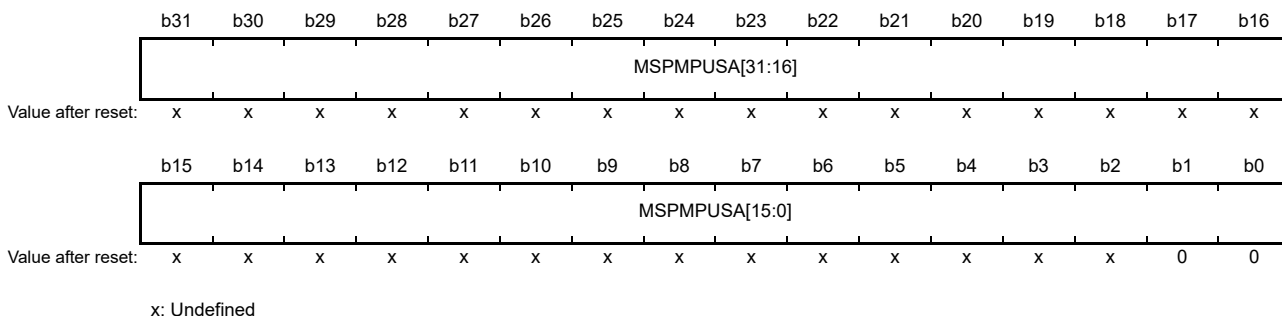 b31 b30 b29 b28 b27 b26 b25 b24 b23 b22 b21 b20 b19 b18 b17 b16
MSPMPUSA[31:16]
Value after reset: x x x x x x x x x x x x x x x x
b15 b14 b13 b12 b11 b10 b9 b8 b7 b6 b5 b4 b3 b2 b1 b0
MSPMPUSA[15:0]
Value after reset: x x x x x x x x x x x x x x 0 0
x: Undefined